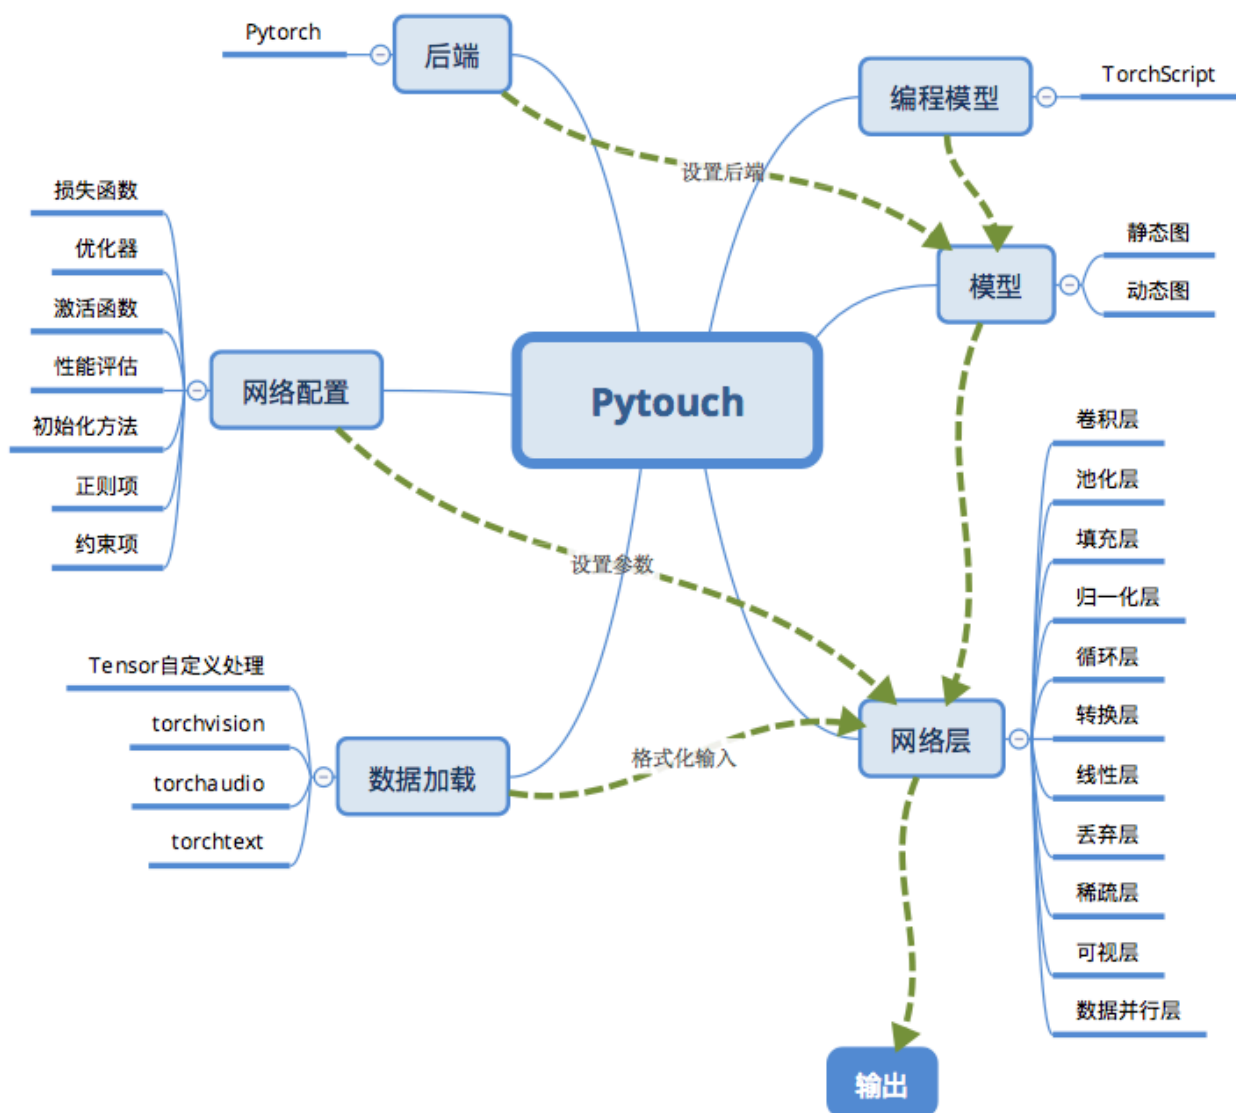 Pytorch
后端
编程模型
TorchScript
设置后端
损失函数
优化器
激活函数
性能评估
初始化方法
正则项
约束项
网络配置
模型
静态图
动态图
Pytouch
设置参数
卷积层
池化层
填充层
归一化层
循环层
转换层
线性层
丢弃层
稀疏层
可视层
数据并行层
网络层
Tensor自定义处理
torchvision
torchaudio
torchtext
数据加载
格式化输入
输出